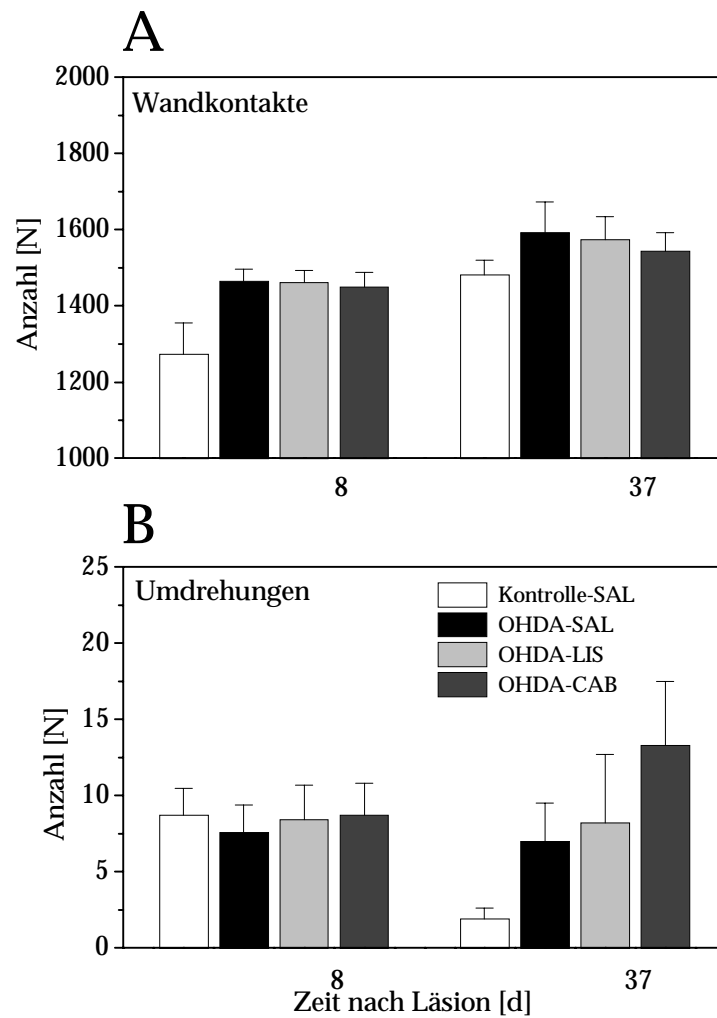 A
2000
Wandkontakte
1800
1600
1400
1200
1000
Anzahl [N]
8 37
B
25
Umdrehungen
Kontrolle-SAL
OHDA-SAL
OHDA-LIS
OHDA-CAB
20
15
10
5
0
Anzahl [N]
8 37
Zeit nach Läsion [d]